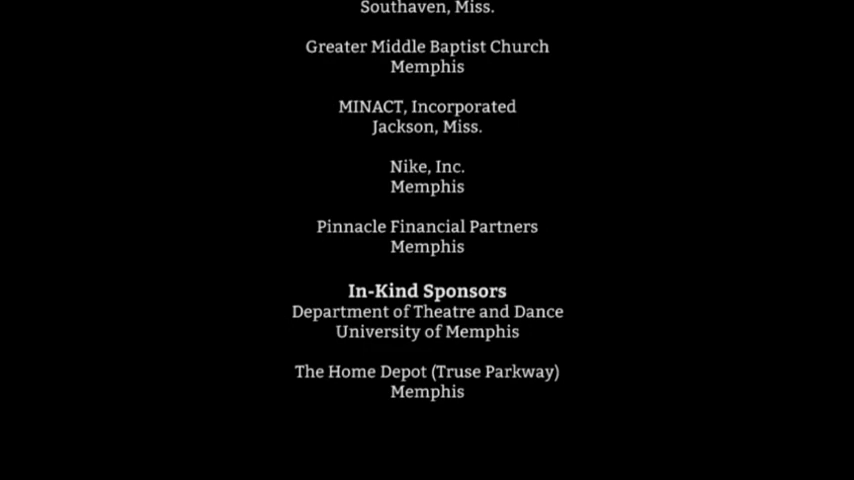 Southaven, Miss.
Greater Middle Baptist Church
Memphis
MINACT, Incorporated
Jackson, Miss.
Nike, Inc.
Memphis
Pinnacle Financial Partners
Memphis
In-Kind Sponsors
Department of Theatre and Dance
University of Memphis
The Home Depot (Truse Parkway)
Memphis